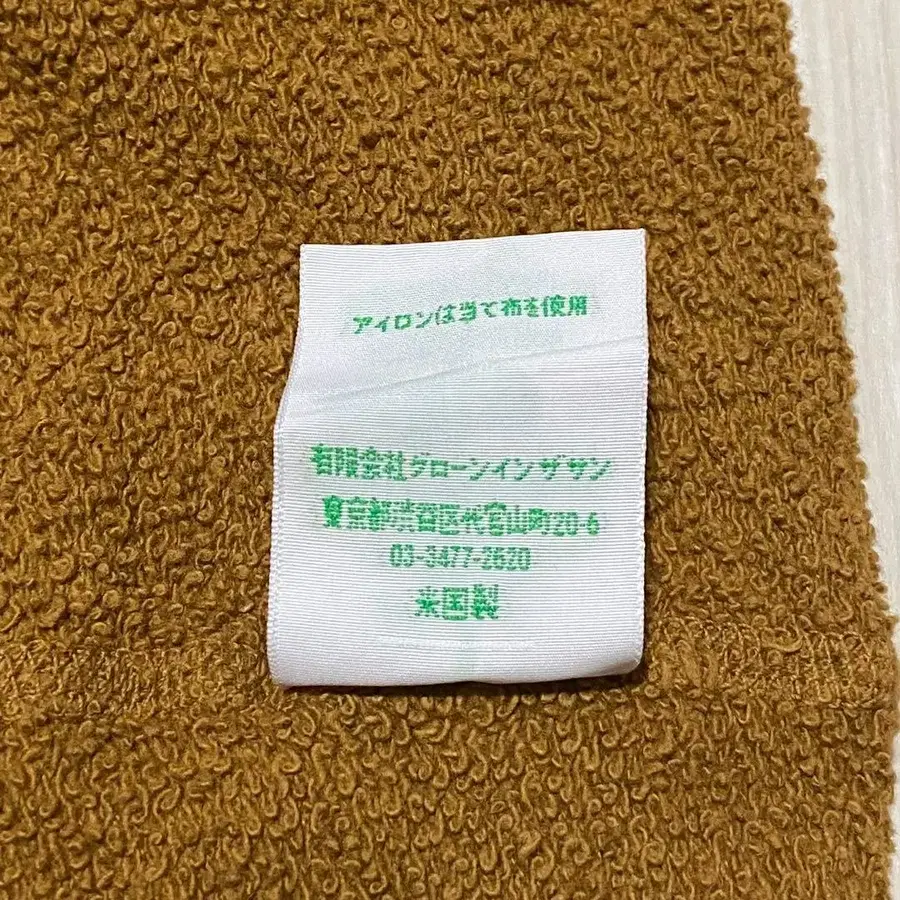 アイロンは当て布を使用
有限会社グローンインザサン
東京都渋谷区代官山町20-6
03-3477-2620
米国製